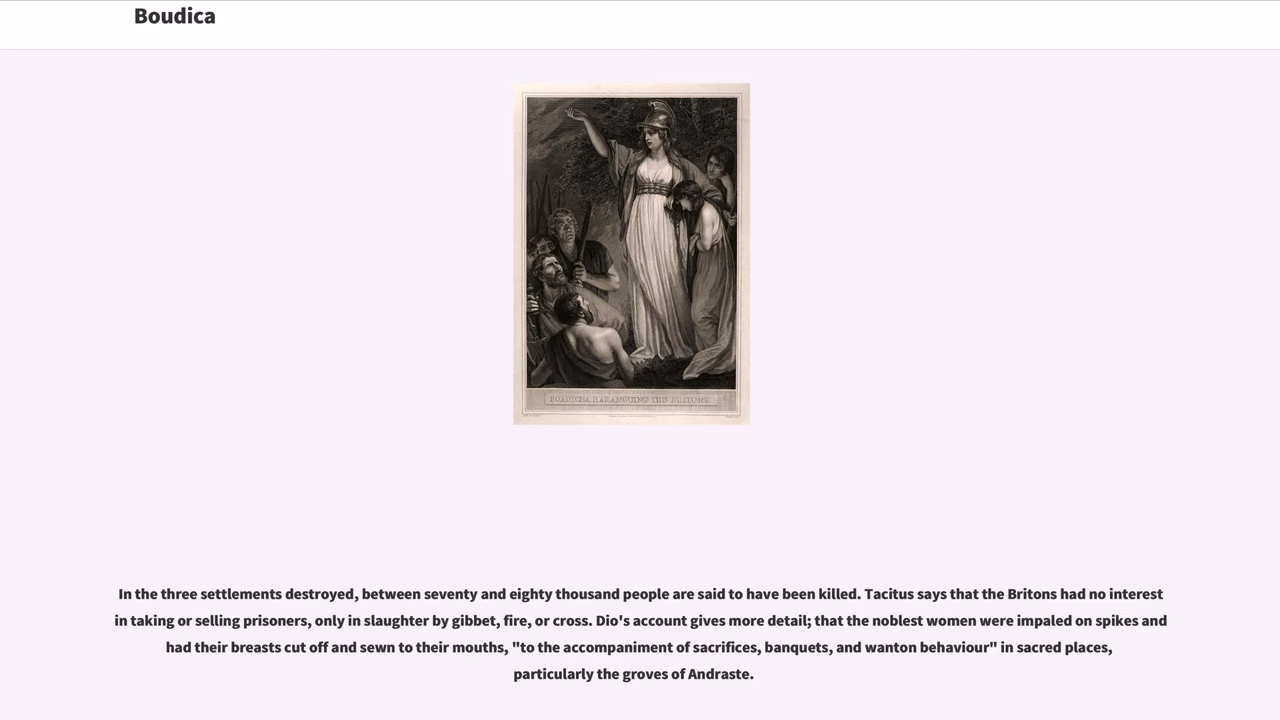 Boudica
BOADICEA HARANGUING THE BRITONS.
In the three settlements destroyed, between seventy and eighty thousand people are said to have been killed. Tacitus says that the Britons had no interest
in taking or selling prisoners, only in slaughter by gibbet, fire, or cross. Dio's account gives more detail; that the noblest women were impaled on spikes and
had their breasts cut off and sewn to their mouths, "to the accompaniment of sacrifices, banquets, and wanton behaviour" in sacred places,
particularly the groves of Andraste.